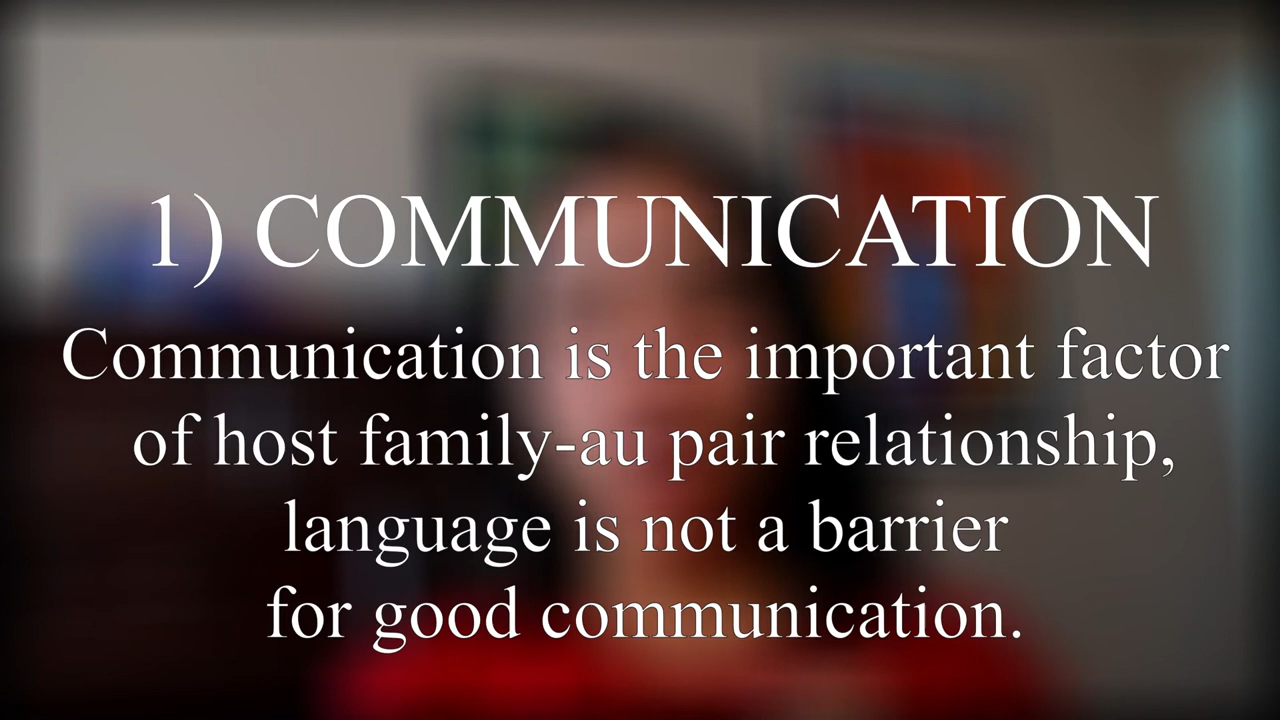 1) COMMUNICATION
Communication is the important factor
of host family-au pair relationship,
language is not a barrier
for good communication.